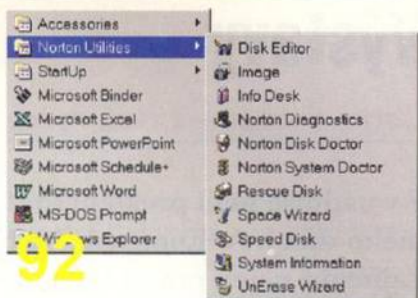 Accessories
Norton Utilities
StartUp
Microsoft Binder
Microsoft Excel
Microsoft PowerPoint
Microsoft Schedule+
Microsoft Word
MS-DOS Prompt
Windows Explorer
92
Disk Editor
Image
Info Desk
Norton Diagnostics
Norton Disk Doctor
Norton System Doctor
Rescue Disk
Space Wizard
Speed Disk
System Information
UnErase Wizard